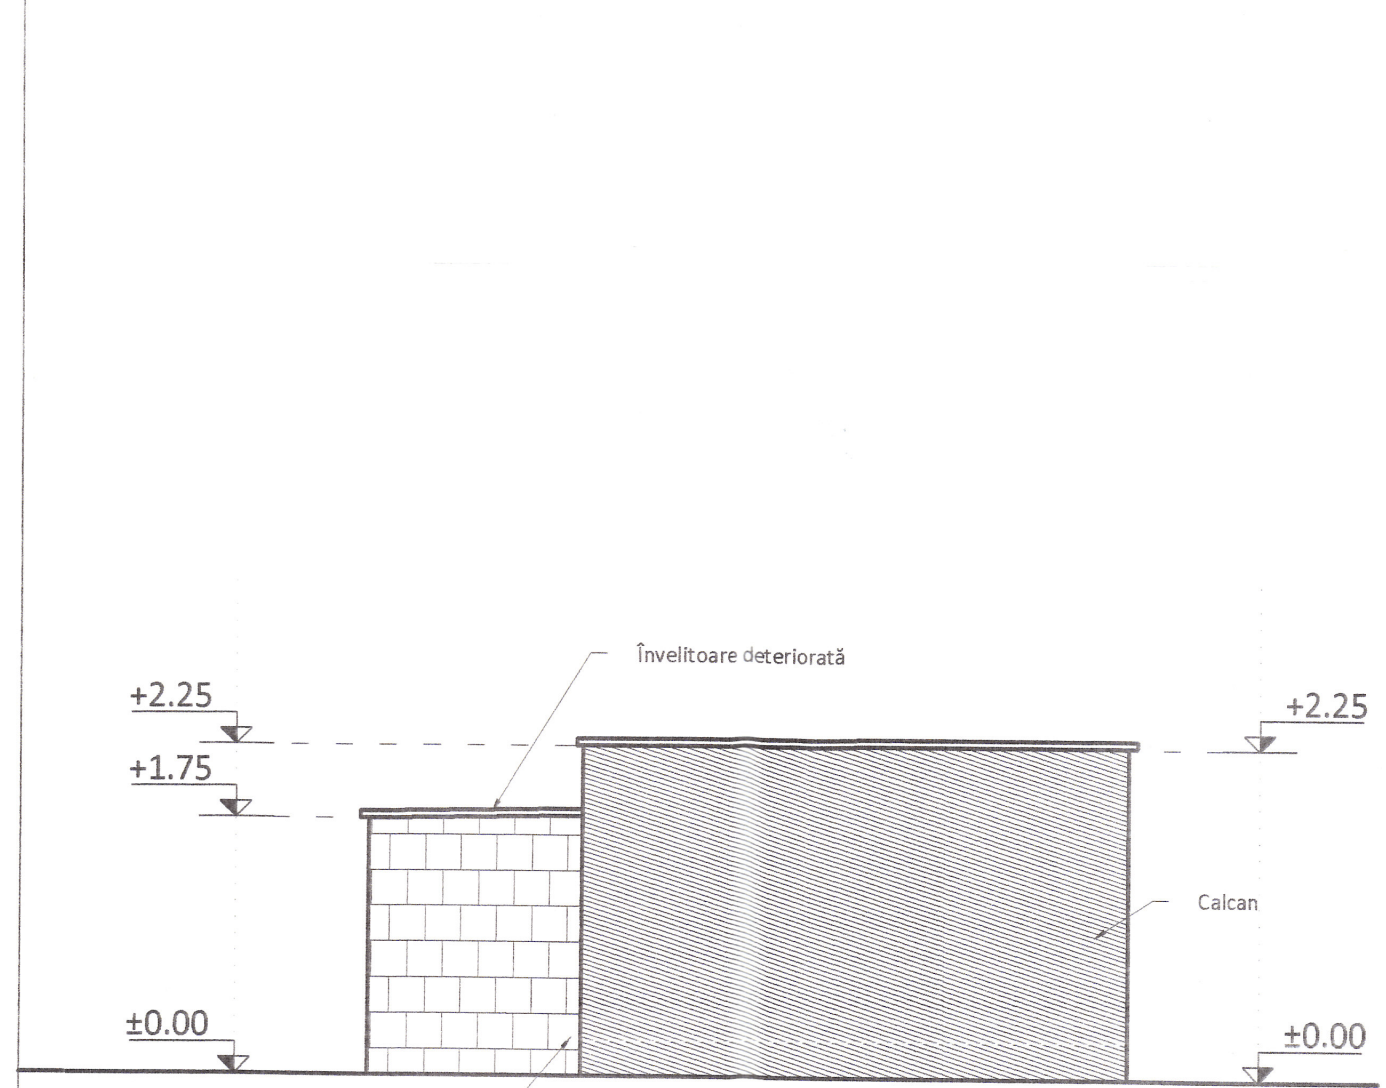 Învelitoare deteriorată
+2.25
+2.25
+1.75
Calcan
±0.00
±0.00